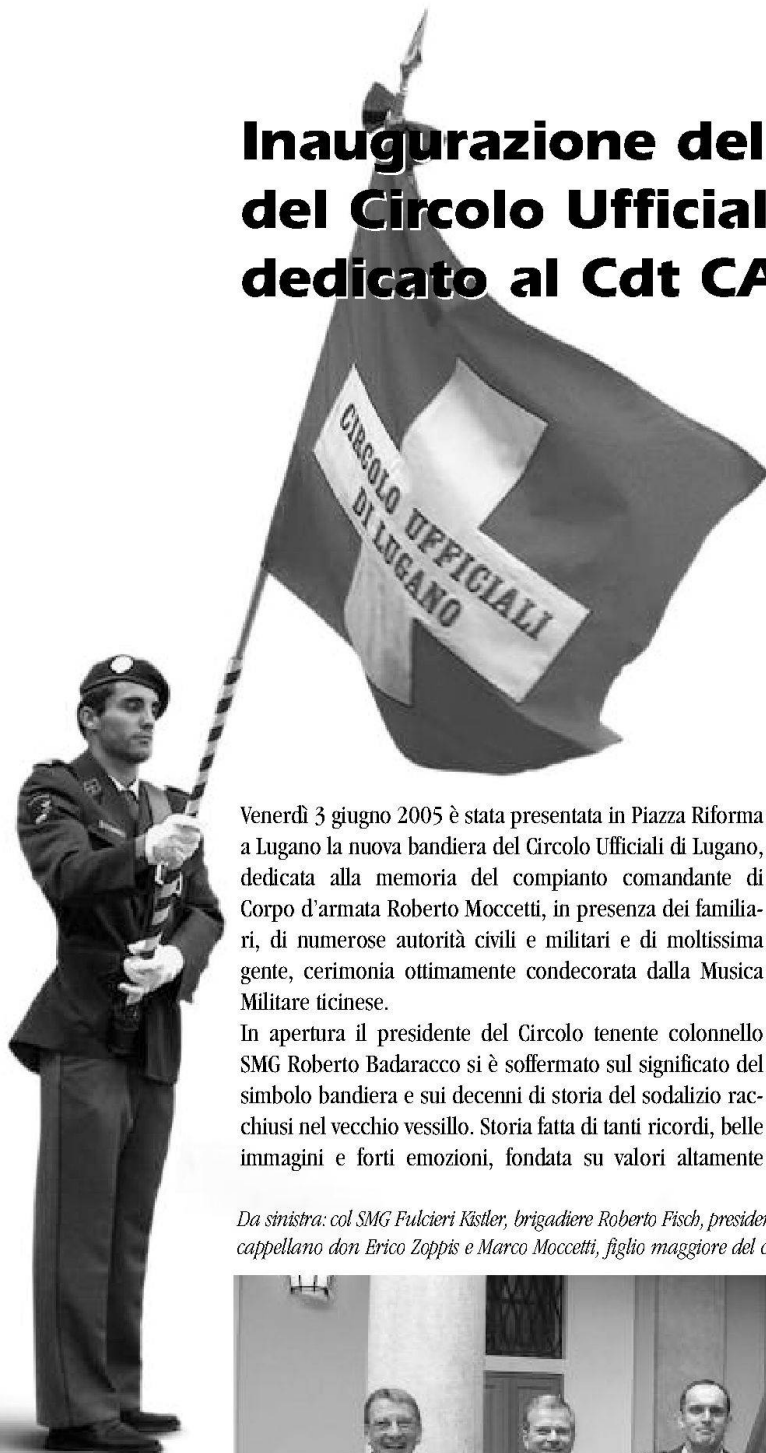 Inaugurazione del
del Circolo Ufficial
dedicato al Cdt CA
CIRCOLO UFFICIALI
DI LUGANO
Venerdì 3 giugno 2005 è stata presentata in Piazza Riforma
a Lugano la nuova bandiera del Circolo Ufficiali di Lugano,
dedicata alla memoria del compianto comandante di
Corpo d'armata Roberto Moccetti, in presenza dei familia-
ri, di numerose autorità civili e militari e di moltissima
gente, cerimonia ottimamente condecorata dalla Musica
Militare ticinese.
In apertura il presidente del Circolo tenente colonnello
SMG Roberto Badaracco si è soffermato sul significato del
simbolo bandiera e sui decenni di storia del sodalizio rac-
chiusi nel vecchio vessillo. Storia fatta di tanti ricordi, belle
immagini e forti emozioni, fondata su valori altamente
Da sinistra: col SMG Fulcieri Kistler, brigadiere Roberto Fisch, presiden
cappellano don Erico Zoppis e Marco Moccetti, figlio maggiore del c